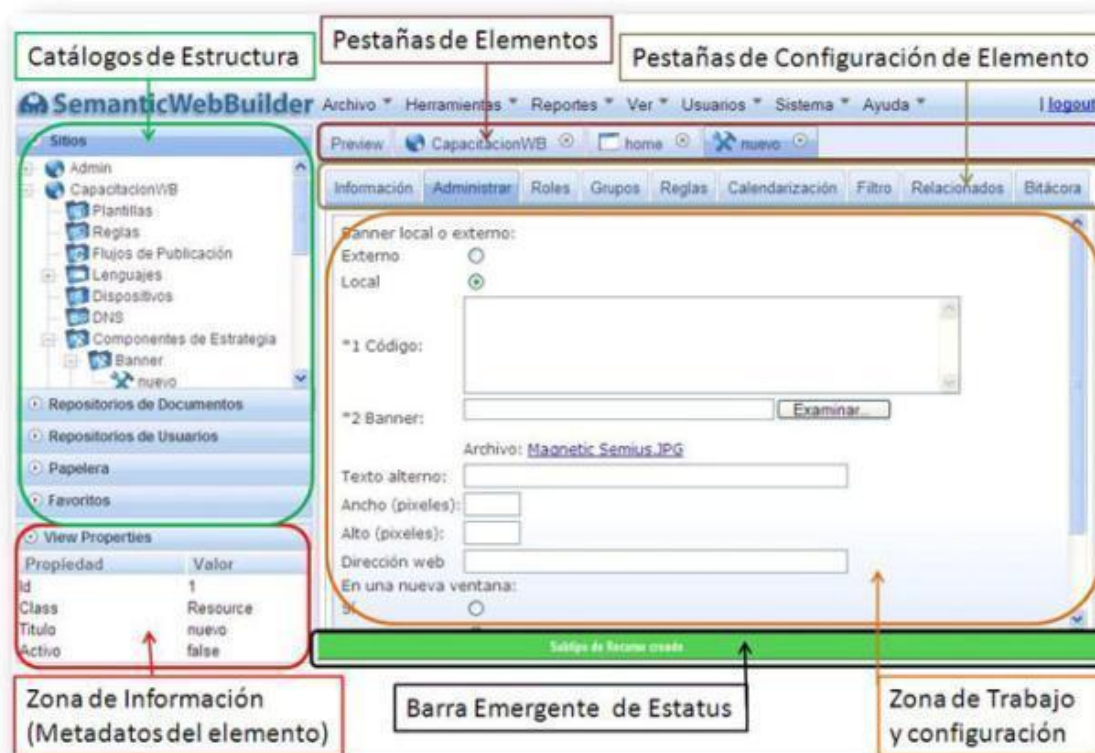 Catálogos de Estructura
Pestañas de Elementos
Pestañas de Configuración de Elemento
SemanticWebBuilder Archivo Herramientas Reportes Ver Usuarios Sistema Ayuda | logout
Sitios
Preview CapacitacionWB home nuevo
Admin
CapacitacionWB
Plantillas
Reglas
Flujos de Publicación
Lenguajes
Dispositivos
DNS
Componentes de Estrategia
Banner
nuevo
Repositorios de Documentos
Repositorios de Usuarios
Papelera
Favoritos
View Properties
Propiedad Valor
Id 1
Class Resource
Titulo nuevo
Activo false
Información Administrar Roles Grupos Reglas Calendarización Filtro Relacionados Bitácora
Banner local o externo:
Externo
Local
*1 Código:
*2 Banner: Examinar...
Archivo: Magnetic Semius.JPG
Texto alterno:
Ancho (pixeles):
Alto (pixeles):
Dirección web
En una nueva ventana:
Si
Subtipo de Recurso creado
Zona de Información
(Metadatos del elemento)
Barra Emergente de Estatus
Zona de Trabajo
y configuración